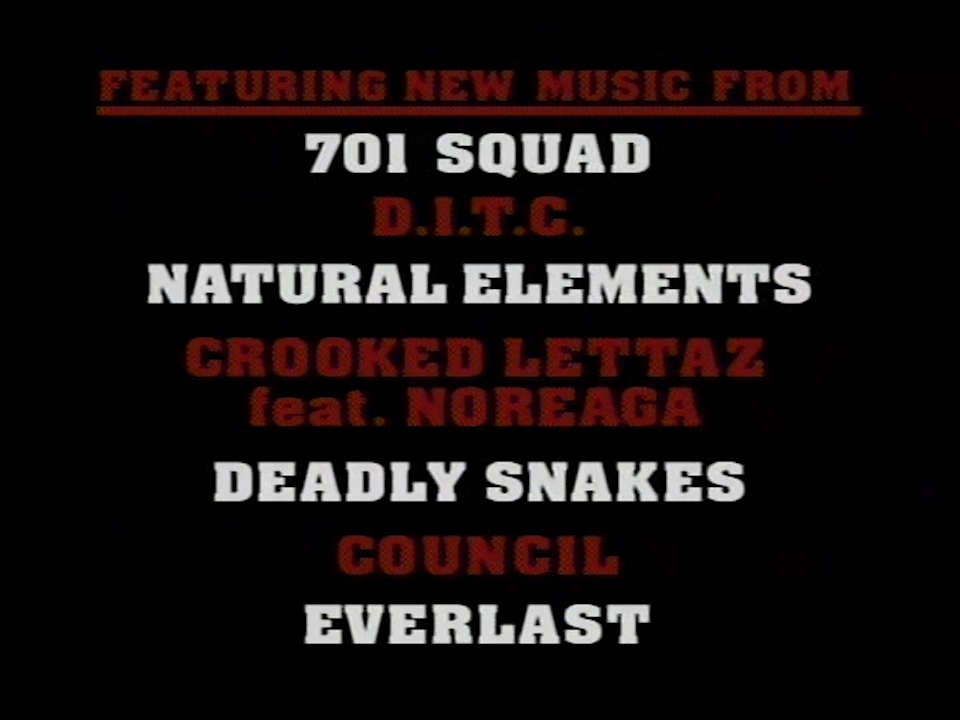 FEATURING NEW MUSIC FROM
701 SQUAD
D.I.T.C.
NATURAL ELEMENTS
CROOKED LETTAZ
feat. NOREAGA
DEADLY SNAKES
COUNCIL
EVERLAST